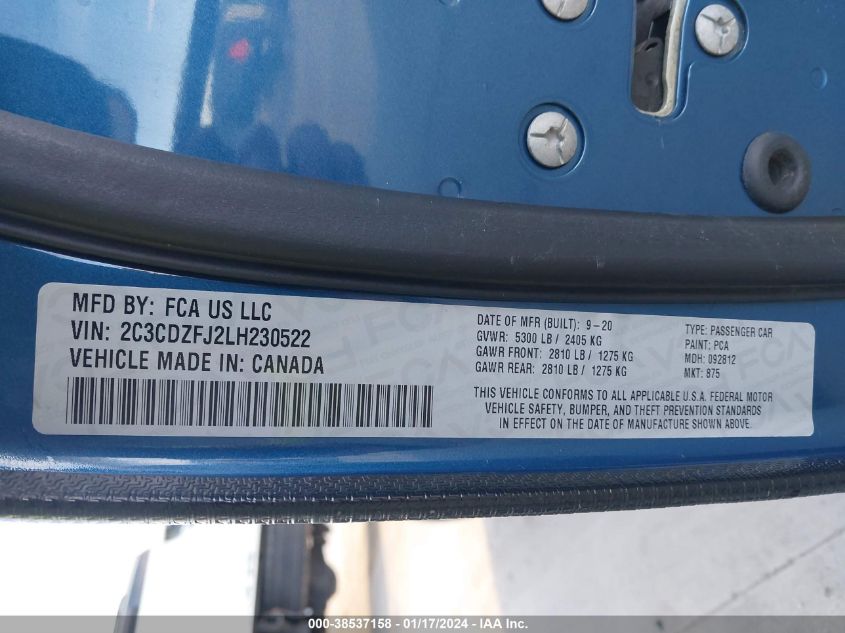 MFD BY: FCA US LLC
VIN: 2C3CDZFJ2LH230522
VEHICLE MADE IN: CANADA
DATE OF MFR (BUILT): 9-20
GVWR: 5300 LB / 2405 KG
GAWR FRONT: 2810 LB / 1275 KG
GAWR REAR: 2810 LB / 1275 KG
TYPE: PASSENGER CAR
PAINT: PCA
MDH: 092812
MKT: 875
THIS VEHICLE CONFORMS TO ALL APPLICABLE U.S.A. FEDERAL MOTOR
VEHICLE SAFETY, BUMPER, AND THEFT PREVENTION STANDARDS
IN EFFECT ON THE DATE OF MANUFACTURE SHOWN ABOVE.
000-38537158 - 01/17/2024 - IAAI Inc.